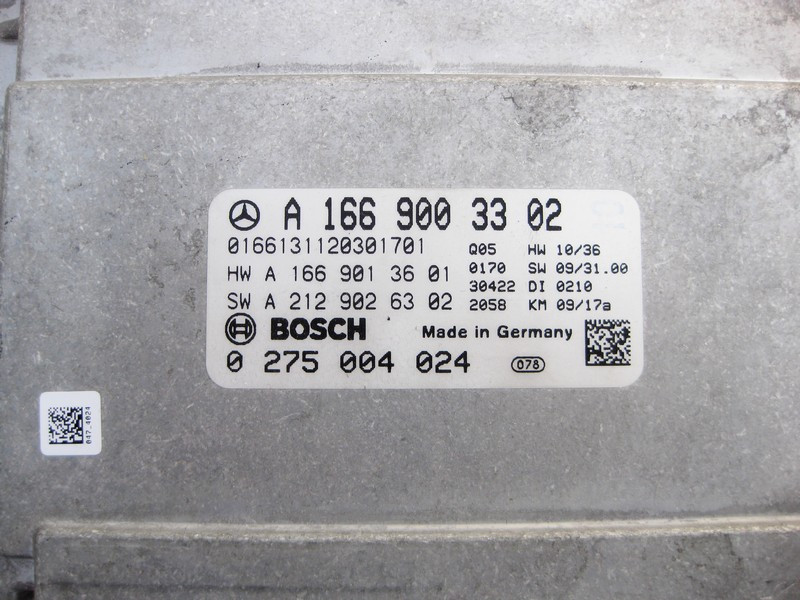 A 166 900 33 02
0166131120301701
HW A 166 901 36 01
SW A 212 902 63 02
Q05 HW 10/36
0170 SW 09/31.00
30422 DI 0210
2058 KM 09/17a
BOSCH Made in Germany
0 275 004 024
078
047.4024